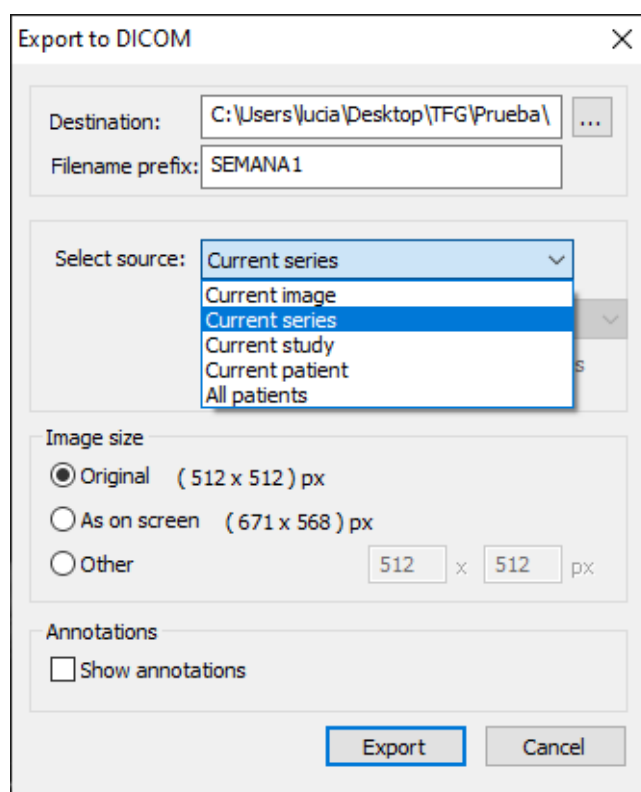 Export to DICOM
Destination: C:\Users\lucia\Desktop\TFG\Prueba\ ...
Filename prefix: SEMANA1
Select source: Current series
Current image
Current series
Current study
Current patient
All patients
Image size
Original ( 512 x 512 ) px
As on screen ( 671 x 568 ) px
Other 512 x 512 px
Annotations
Show annotations
Export Cancel